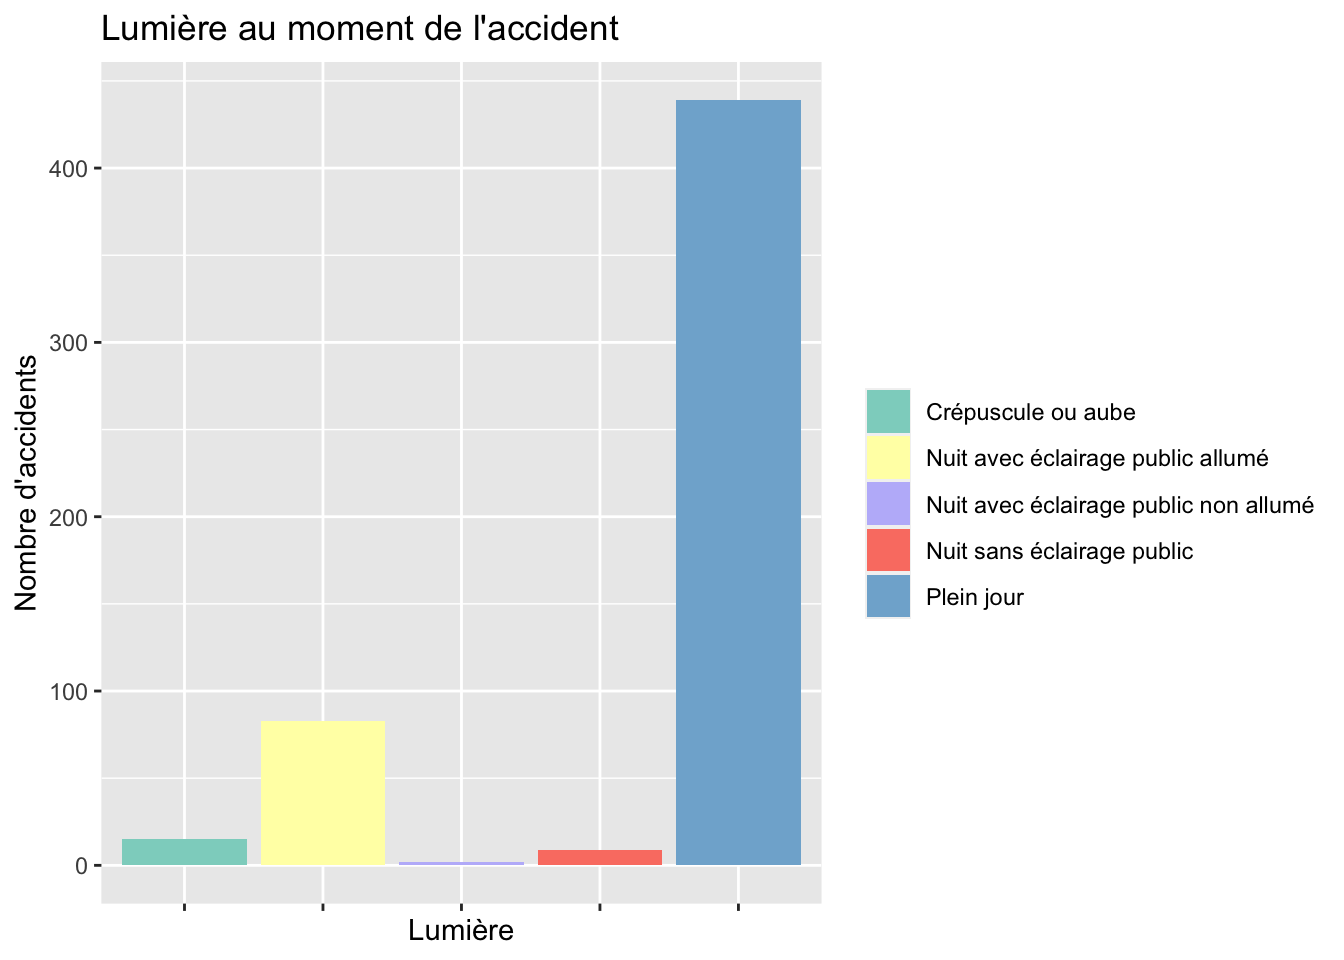 Lumière au moment de l'accident
Nombre d'accidents
400
300
200
100
0
Lumière
Crépuscule ou aube
Nuit avec éclairage public allumé
Nuit avec éclairage public non allumé
Nuit sans éclairage public
Plein jour